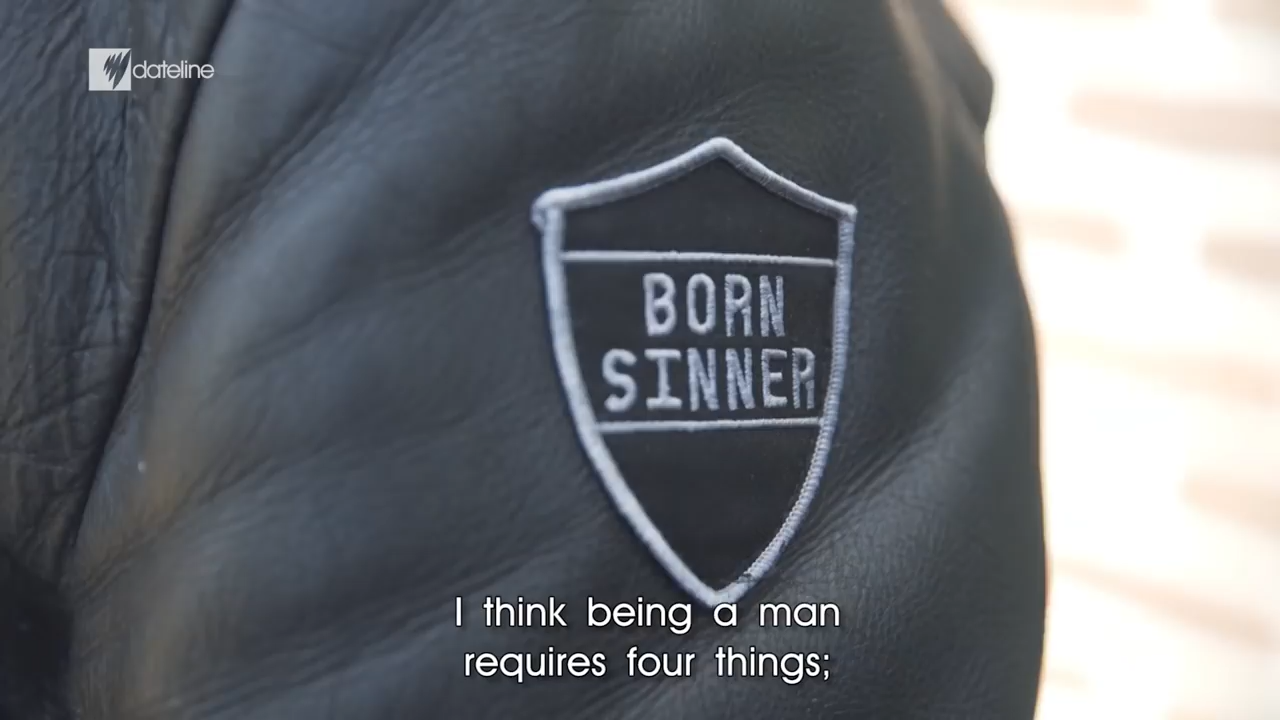 dateline
BORN
SINNER
I think being a man
requires four things;